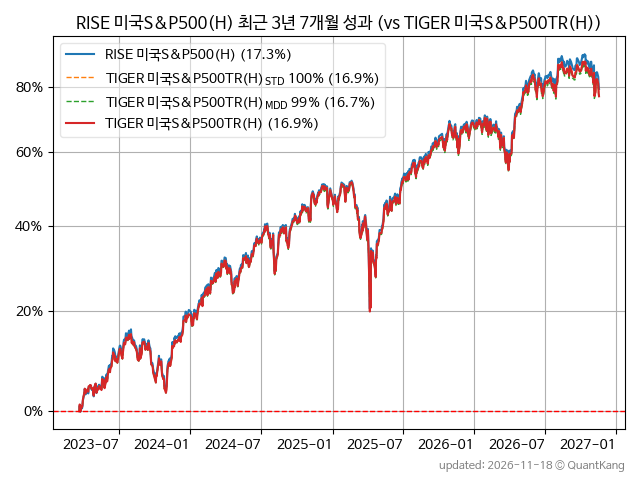 RISE 미국S&P500(H) 최근 3년 7개월 성과 (vs TIGER 미국S&P500TR(H))
RISE 미국S&P500(H) (17.3%)
TIGER 미국S&P500TR(H) STD 100% (16.9%)
TIGER 미국S&P500TR(H) MDD 99% (16.7%)
TIGER 미국S&P500TR(H) (16.9%)
80%
60%
40%
20%
0%
2023-07 2024-01 2024-07 2025-01 2025-07 2026-01 2026-07 2027-01
updated: 2026-11-18 © QuantKang